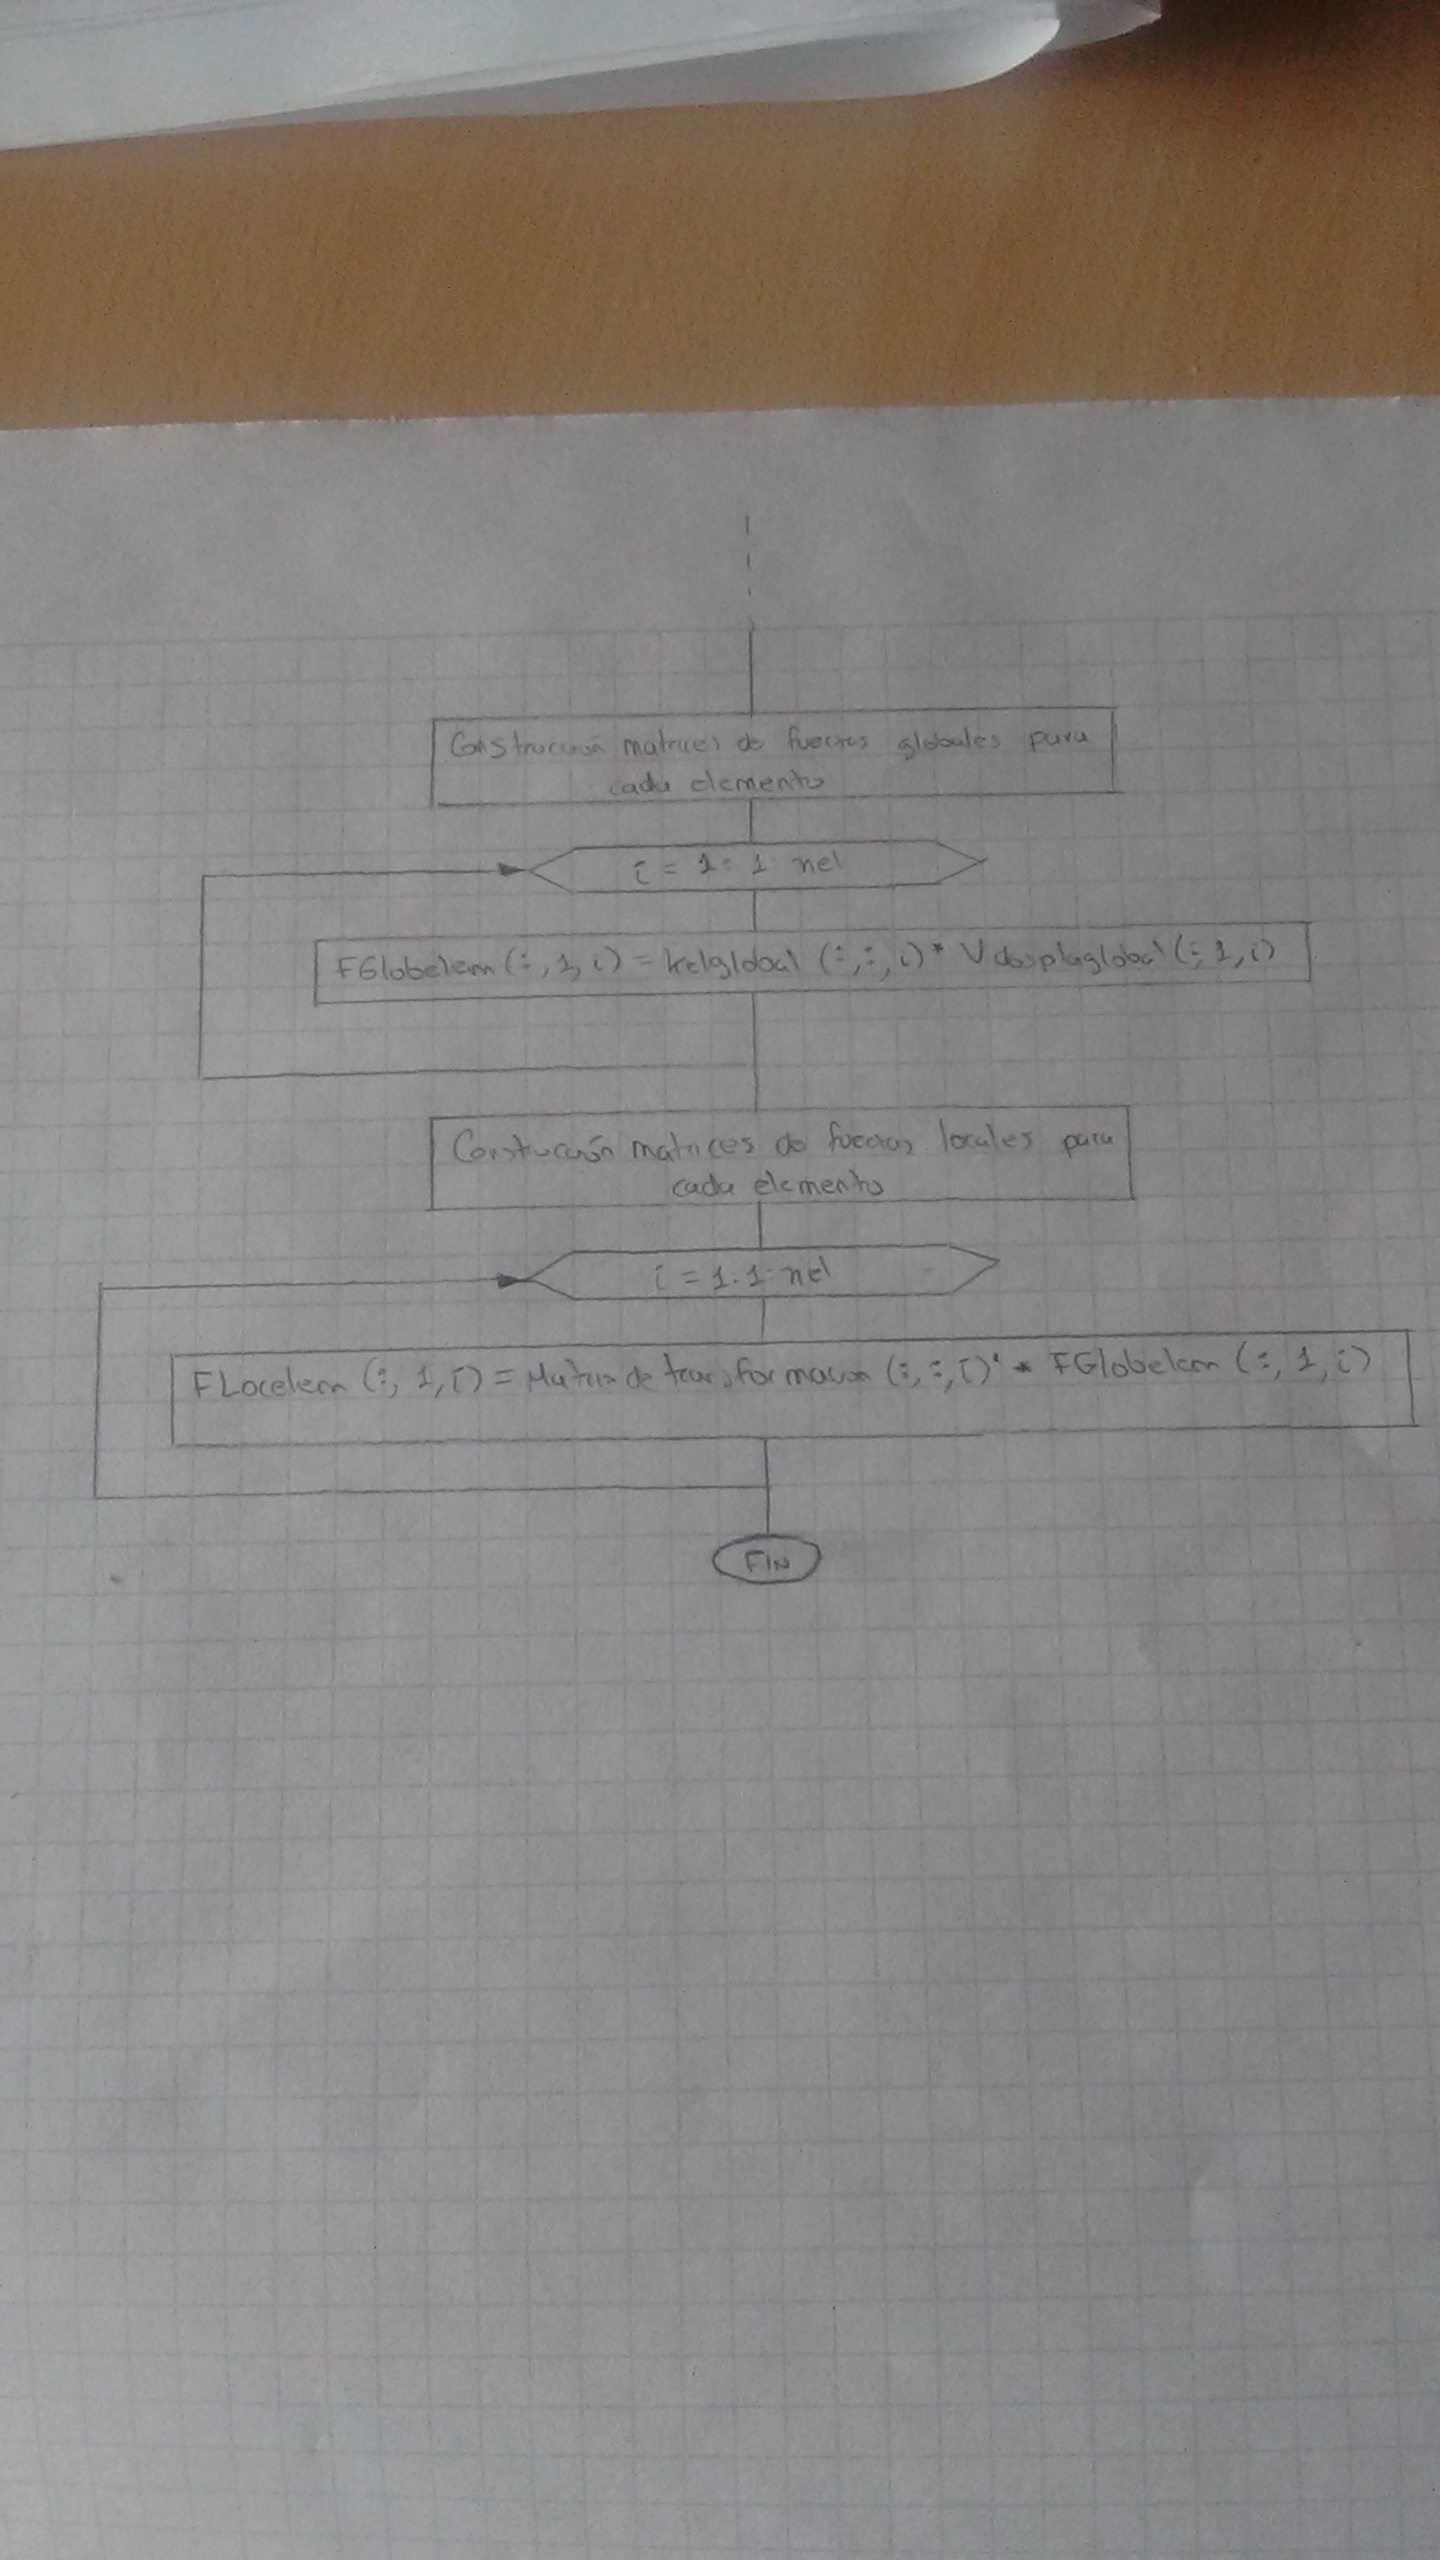 Construcción matrices de fuerzas globales para
cada elemento
i = 1:1:nel
FGlobelem (:,1,i) = kelglobal (:,:,i) * Vdesplaglobal (:,1,i)
Construcción matrices de fuerzas locales para
cada elemento
i = 1:1:nel
FLocelem (:,1,i) = Matriz de transformacion (:,:,i)' * FGlobelem (:,1,i)
FIN